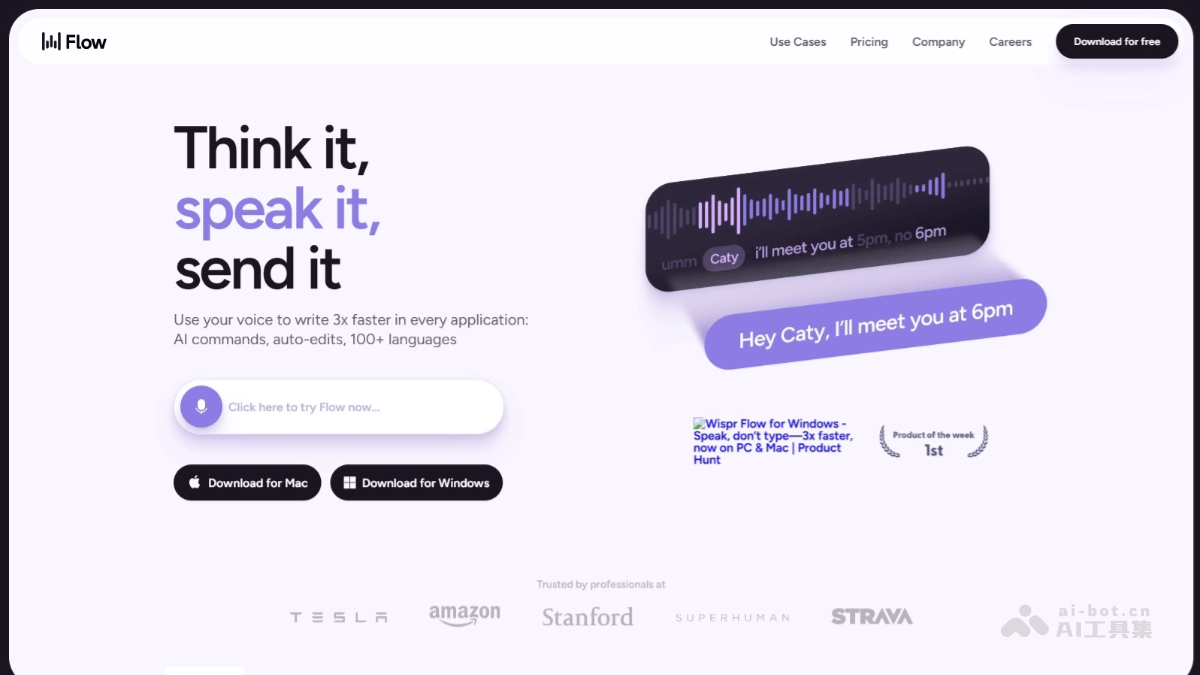 Flow
Use Cases Pricing Company Careers Download for free
Think it,
speak it,
send it
Use your voice to write 3x faster in every application:
AI commands, auto-edits, 100+ languages
Click here to try Flow now...
Download for Mac Download for Windows
umm Caty i'll meet you at 5pm, no 6pm
Hey Caty, I'll meet you at 6pm
Wispr Flow for Windows -
Speak, don't type—3x faster,
now on PC & Mac | Product
Hunt
Product of the week
1st
Trusted by professionals at
TESLA amazon Stanford SUPERHUMAN STRAVA
ai-bot.cn
AI工具集